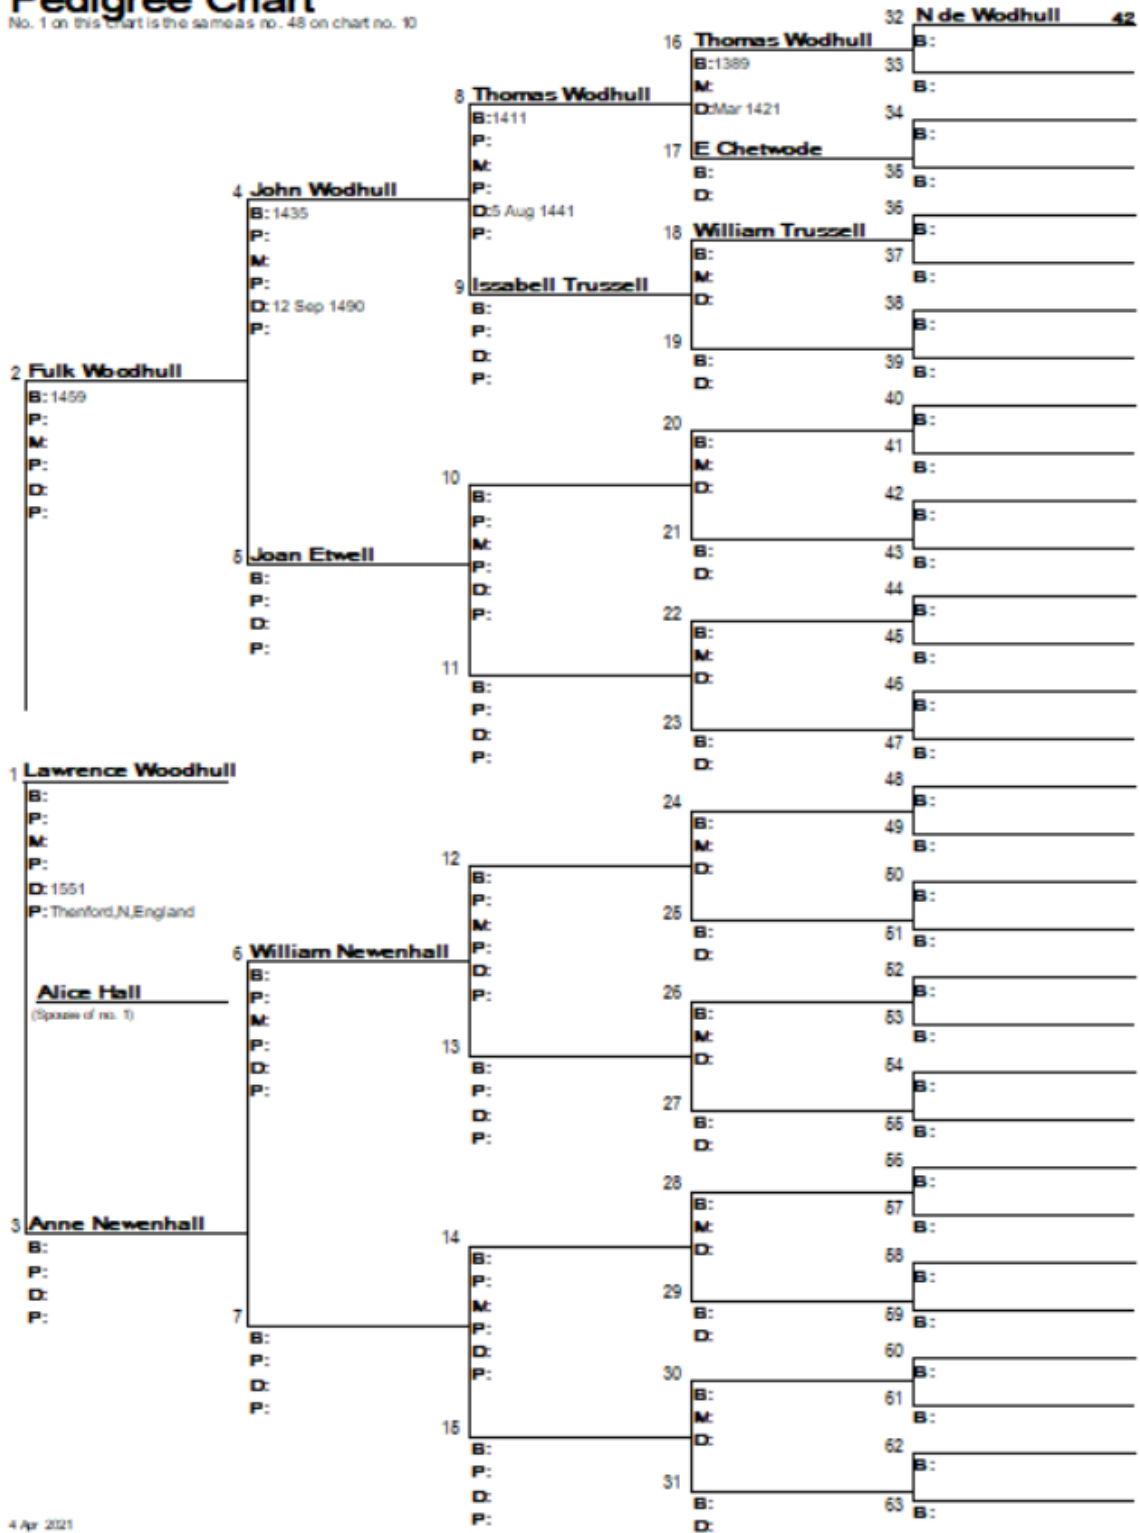 Pedigree Chart
No. 1 on this chart is the same as no. 48 on chart no. 10
2 Fulk Woodhull
B: 1459
P:
M:
P:
D:
P:
1 Lawrence Woodhull
B:
P:
M:
P:
D: 1551
P: Thenford,N,England
Alice Hall
(Spouse of no. 1)
3 Anne Newenhall
B:
P:
D:
P:
4 John Wodhull
B: 1435
P:
M:
P:
D: 12 Sep 1490
P:
5 Joan Etwell
B:
P:
D:
P:
6 William Newenhall
B:
P:
M:
P:
D:
P:
7
B:
P:
D:
P:
8 Thomas Wodhull
B:1411
P:
M:
P:
D:5 Aug 1441
P:
9 Issabell Trussell
B:
P:
D:
P:
10
B:
P:
M:
P:
D:
P:
11
B:
P:
D:
P:
12
B:
P:
M:
P:
D:
P:
13
B:
P:
D:
P:
14
B:
P:
M:
P:
D:
P:
15
B:
P:
D:
P:
16 Thomas Wodhull
B:1389
M:
D:Mar 1421
17 E Chetwode
B:
D:
18 William Trussell
B:
M:
D:
19
B:
D:
20
B:
M:
D:
21
B:
D:
22
B:
M:
D:
23
B:
D:
24
B:
M:
D:
25
B:
D:
26
B:
M:
D:
27
B:
D:
28
B:
M:
D:
29
B:
D:
30
B:
M:
D:
31
B:
D:
32 N de Wodhull 42
B:
33
B:
34
B:
35
B:
36
B:
37
B:
38
B:
39
B:
40
B:
41
B:
42
B:
43
B:
44
B:
45
B:
46
B:
47
B:
48
B:
49
B:
50
B:
51
B:
52
B:
53
B:
54
B:
55
B:
56
B:
57
B:
58
B:
59
B:
60
B:
61
B:
62
B:
63
B:
4 Apr 2021